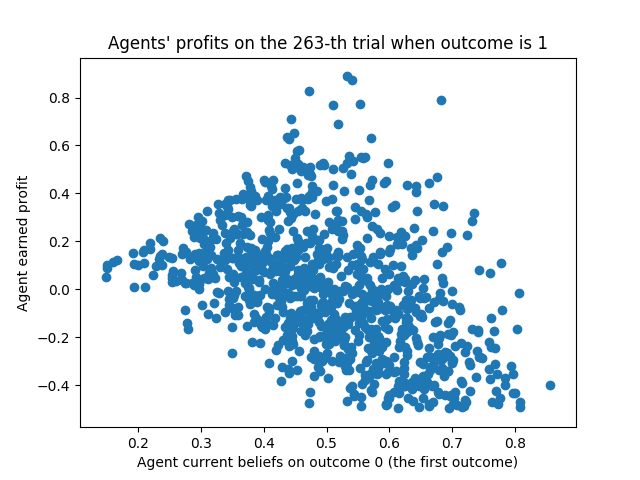 Agents' profits on the 263-th trial when outcome is 1
Agent earned profit
0.8
0.6
0.4
0.2
0.0
−0.2
−0.4
0.2 0.3 0.4 0.5 0.6 0.7 0.8
Agent current beliefs on outcome 0 (the first outcome)